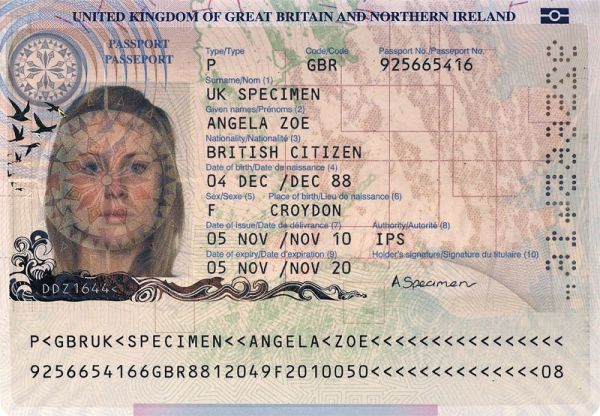 UNITED KINGDOM OF GREAT BRITAIN AND NORTHERN IRELAND
PASSPORT
PASSEPORT
Type/Type Code/Code Passport No./Passeport No.
P GBR 925665416
Surname/Nom (1)
UK SPECIMEN
Given names/Prénoms (2)
ANGELA ZOE
Nationality/Nationalité (3)
BRITISH CITIZEN
Date of birth/Date de naissance (4)
04 DEC /DEC 88
Sex/Sexe (5) Place of birth/Lieu de naissance (6)
F CROYDON
Date of issue/Date de délivrance (7) Authority/Autorité (8)
05 NOV /NOV 10 IPS
Date of expiry/Date d'expiration (9) Holder's signature/Signature du titulaire (10)
05 NOV /NOV 20
A Specimen
DDZ1644<
P<GBRUK<SPECIMEN<<ANGELA<ZOE<<<<<<<<<<<<<<<<
9256654166GBR8812049F2010050<<<<<<<<<<<<<<08